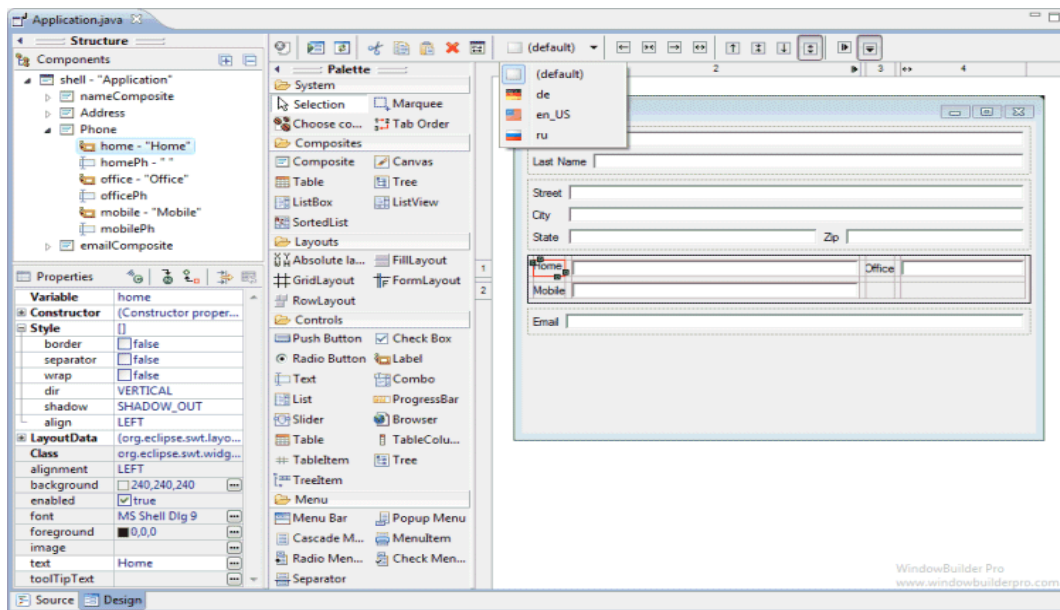 Application.java
Structure
Components
shell - "Application"
nameComposite
Address
Phone
home - "Home"
homePh - " "
office - "Office"
officePh
mobile - "Mobile"
mobilePh
emailComposite
Properties
Variable home
Constructor (Constructor proper...
Style []
border false
separator false
wrap false
dir VERTICAL
shadow SHADOW_OUT
align LEFT
LayoutData (org.eclipse.swt.layo...
Class org.eclipse.swt.widg...
alignment LEFT
background 240,240,240
enabled true
font MS Shell Dlg 9
foreground 0,0,0
image
text Home
toolTipText
Source Design
Palette
System
Selection Marquee
Choose co... Tab Order
Composites
Composite Canvas
Table Tree
ListBox ListView
SortedList
Layouts
Absolute la... FillLayout
GridLayout FormLayout
RowLayout
Controls
Push Button Check Box
Radio Button Label
Text Combo
List ProgressBar
Slider Browser
Table TableColu...
TableItem Tree
TreeItem
Menu
Menu Bar Popup Menu
Cascade M... MenuItem
Radio Men... Check Men...
Separator
(default)
(default)
de
en_US
ru
2 3 4
Last Name
Street
City
State Zip
1 Home Office
2 Mobile
Email
WindowBuilder Pro
www.windowbuilderpro.com